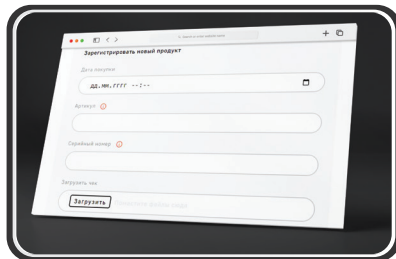 Зарегистрировать новый продукт
Дата покупки
дд.мм.гггг --:--
Артикул
Серийный номер
Загрузить чек
Загрузить